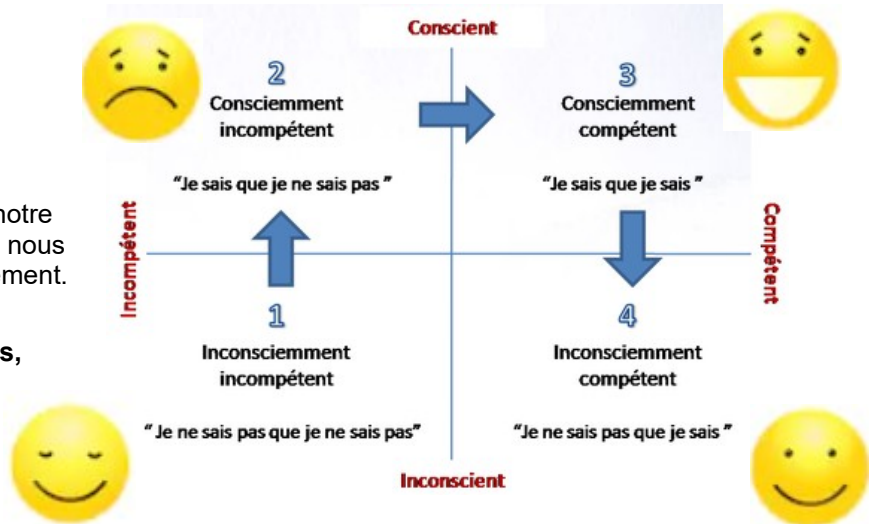 Conscient
2
Consciemment
incompétent
"Je sais que je ne sais pas "
3
Consciemment
compétent
"Je sais que je sais "
notre
nous
ement.
s,
Incompétent
Compétent
1
Inconsciemment
incompétent
" Je ne sais pas que je ne sais pas"
4
Inconsciemment
compétent
"Je ne sais pas que je sais "
Inconscient